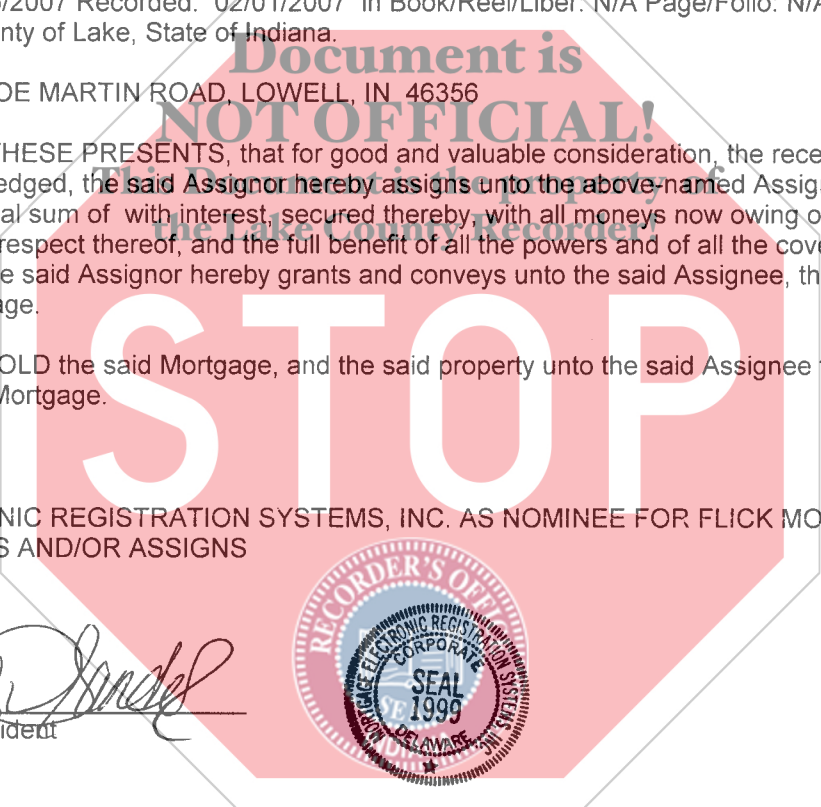 /2007 Recorded: 02/01/2007 in Book/Reel/Liber: N/A Page/Folio: N/A
nty of Lake, State of Indiana.
Document is
OE MARTIN ROAD, LOWELL, IN 46356
NOT OFFICIAL!
THESE PRESENTS, that for good and valuable consideration, the rece
This Document is the property of
edged, the said Assignor hereby assigns unto the above-named Assig
al sum of with interest, secured thereby, with all moneys now owing o
the Lake County Recorder!
respect thereof, and the full benefit of all the powers and of all the cove
e said Assignor hereby grants and conveys unto the said Assignee, th
age.
STOP
OLD the said Mortgage, and the said property unto the said Assignee
Mortgage.
NIC REGISTRATION SYSTEMS, INC. AS NOMINEE FOR FLICK MO
S AND/OR ASSIGNS
RECORDER'S OFFIC
MORTGAGE ELECTRONIC REGISTRATION SYSTEMS, INC
CORPORATE
SEAL
1999
DELAWARE
ident